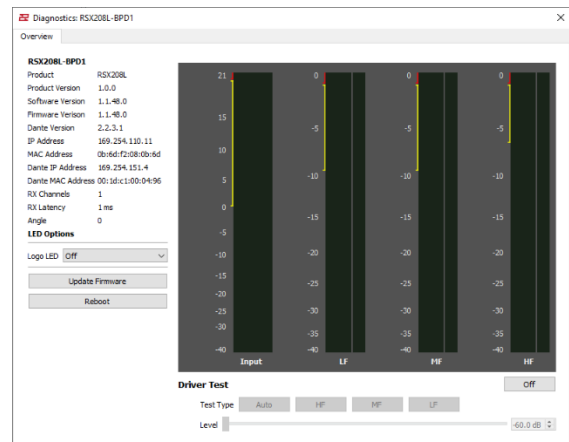 Diagnostics: RSX208L-BPD1
Overview
RSX208L-BPD1
Product RSX208L
Product Version 1.0.0
Software Version 1.1.48.0
Firmware Verison 1.1.48.0
Dante Version 2.2.3.1
IP Address 169.254.110.11
MAC Address 0b:6d:f2:08:0b:6d
Dante IP Address 169.254.151.4
Dante MAC Address 00:1d:c1:00:04:96
RX Channels 1
RX Latency 1 ms
Angle 0
LED Options
Logo LED Off
Update Firmware
Reboot
21 0 0 0
15 -5 -5 -5
10 -10 -10 -10
5 -15 -15 -15
0 -20 -20 -20
-5 -25 -25 -25
-10 -30 -30 -30
-15 -35 -35 -35
-20 -40 -40 -40
-25
-30
-40
Input LF MF HF
Driver Test Off
Test Type Auto HF MF LF
Level -60.0 dB